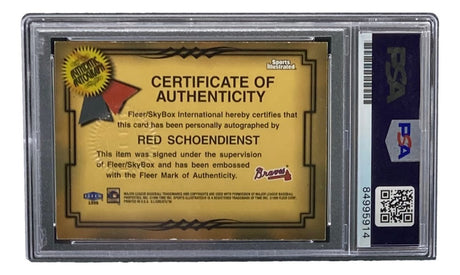 Sports
Illustrated
AUTHENTIC
AUTOGRAPH
CERTIFICATE OF
AUTHENTICITY
Fleer/SkyBox International hereby certifies that
this card has been personally autographed by
RED SCHOENDIENST
This item was signed under the supervision
of Fleer/SkyBox and has been embossed
with the Fleer Mark of Authenticity.
Braves
PSA
PSA
84995914